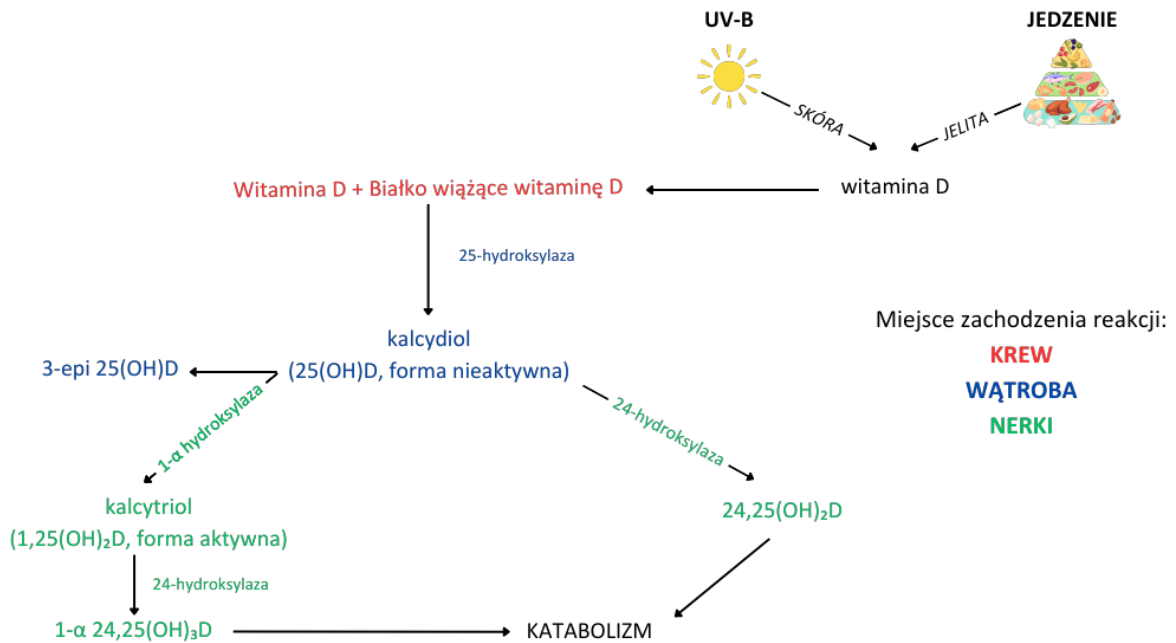 UV-B
JEDZENIE
SKÓRA
JELITA
Witamina D + Białko wiążące witaminę D
witamina D
25-hydroksylaza
kalcydiol
(25(OH)D, forma nieaktywna)
3-epi 25(OH)D
Miejsce zachodzenia reakcji:
KREW
WĄTROBA
NERKI
1-α hydroksylaza
24-hydroksylaza
kalcytriol
(1,25(OH)₂D, forma aktywna)
24,25(OH)₂D
24-hydroksylaza
1-α 24,25(OH)₃D
KATABOLIZM